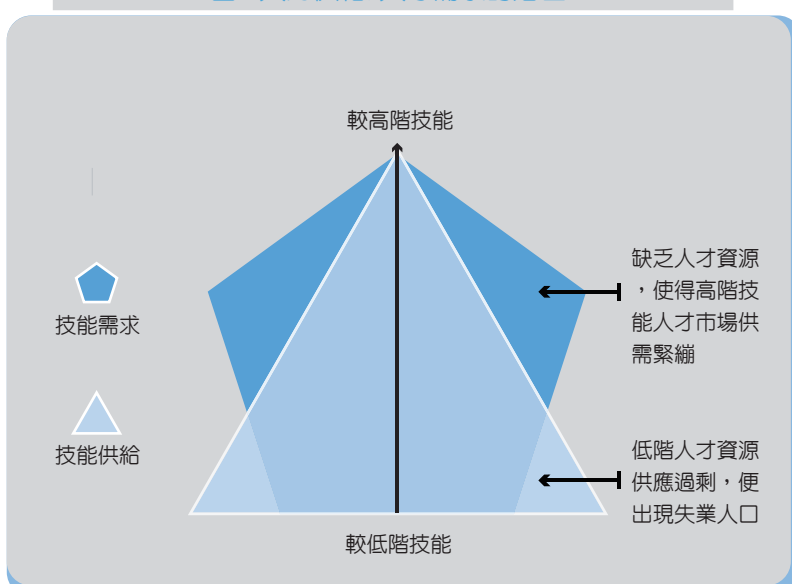 較高階技能
缺乏人才資源
，使得高階技
能人才市場供
需緊繃
技能需求
技能供給
低階人才資源
供應過剩，便
出現失業人口
較低階技能